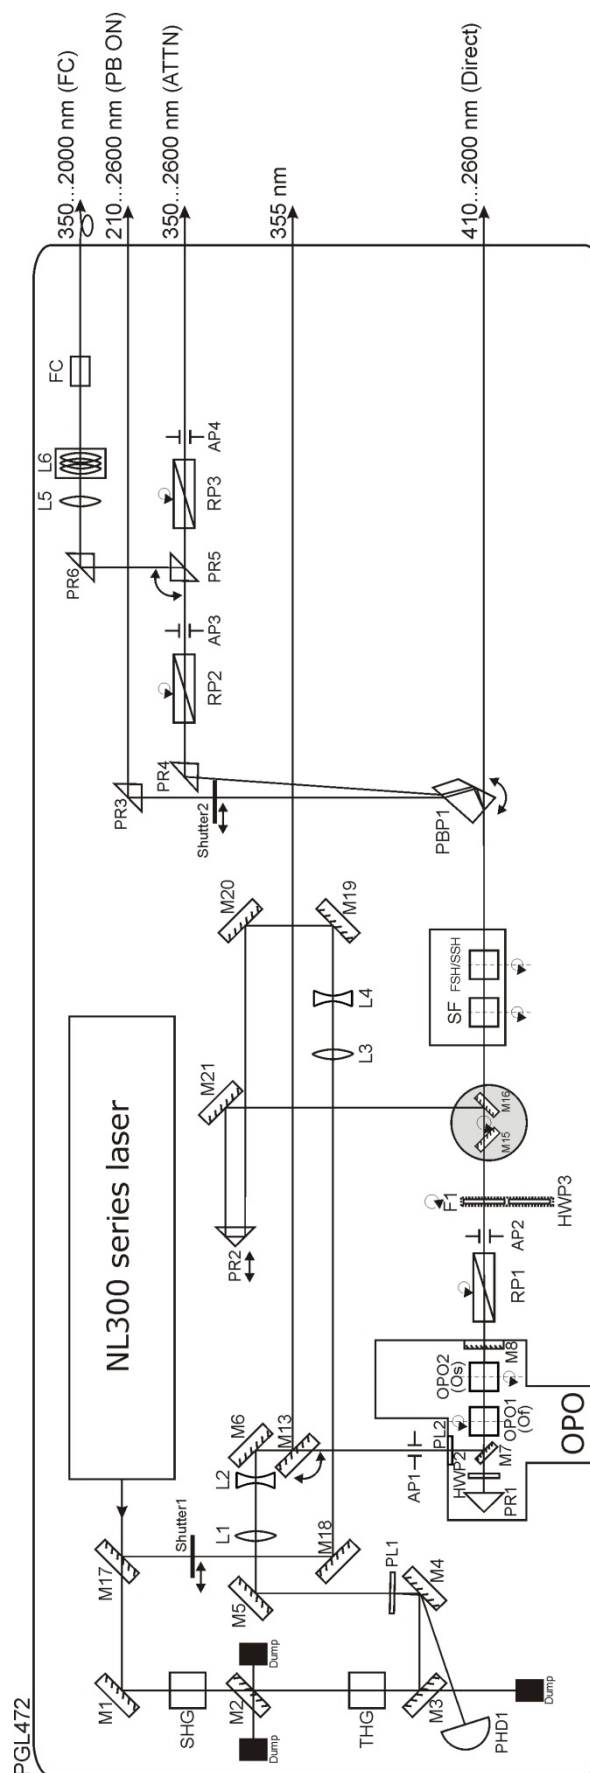 350...2000 nm (FC)
210...2600 nm (PB ON)
350...2600 nm (ATTN)
355 nm
410...2600 nm (Direct)
FC
L6
L5
AP4
RP3
PR6
PR5
AP3
RP2
PR4
PR3
Shutter2
PBP1
M20
M19
L4
L3
FSH/SSH
SF
M21
M16
M15
NL300 series laser
PR2
F1
HWP3
AP2
RP1
M8
OPO2
(Os)
OPO1
(Of)
M6
M13
L2
AP1
PL2
M7
HWP2
PR1
OPO
Shutter1
L1
M17
M18
M5
PL1
M4
M1
SHG
M2
Dump
Dump
THG
M3
Dump
PHD1
PGL472